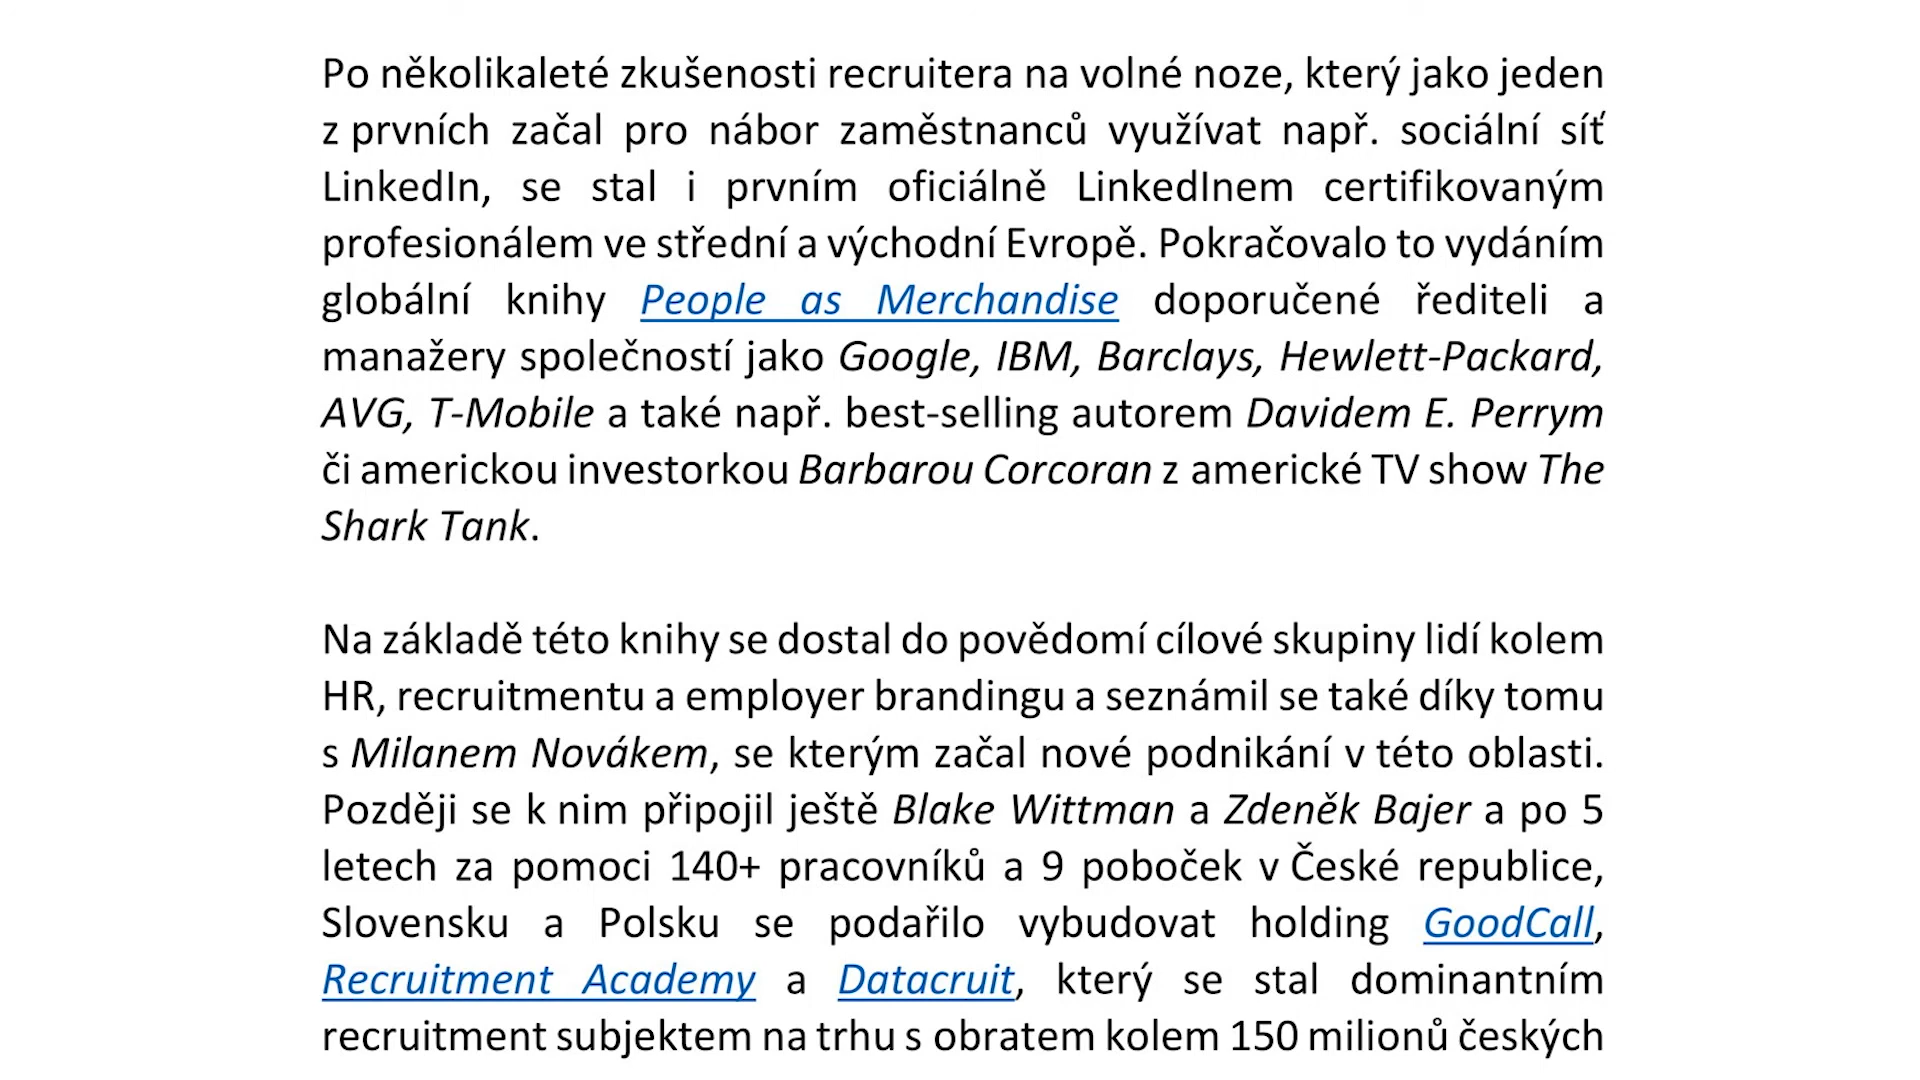 Po několikaleté zkušenosti recruitera na volné noze, který jako jeden
z prvních začal pro nábor zaměstnanců využívat např. sociální síť
LinkedIn, se stal i prvním oficiálně LinkedInem certifikovaným
profesionálem ve střední a východní Evropě. Pokračovalo to vydáním
globální knihy People as Merchandise doporučené řediteli a
manažery společností jako Google, IBM, Barclays, Hewlett-Packard,
AVG, T-Mobile a také např. best-selling autorem Davidem E. Perrym
či americkou investorkou Barbarou Corcoran z americké TV show The
Shark Tank.
Na základě této knihy se dostal do povědomí cílové skupiny lidí kolem
HR, recruitmentu a employer brandingu a seznámil se také díky tomu
s Milanem Novákem, se kterým začal nové podnikání v této oblasti.
Později se k nim připojil ještě Blake Wittman a Zdeněk Bajer a po 5
letech za pomoci 140+ pracovníků a 9 poboček v České republice,
Slovensku a Polsku se podařilo vybudovat holding GoodCall,
Recruitment Academy a Datacruit, který se stal dominantním
recruitment subjektem na trhu s obratem kolem 150 milionů českých